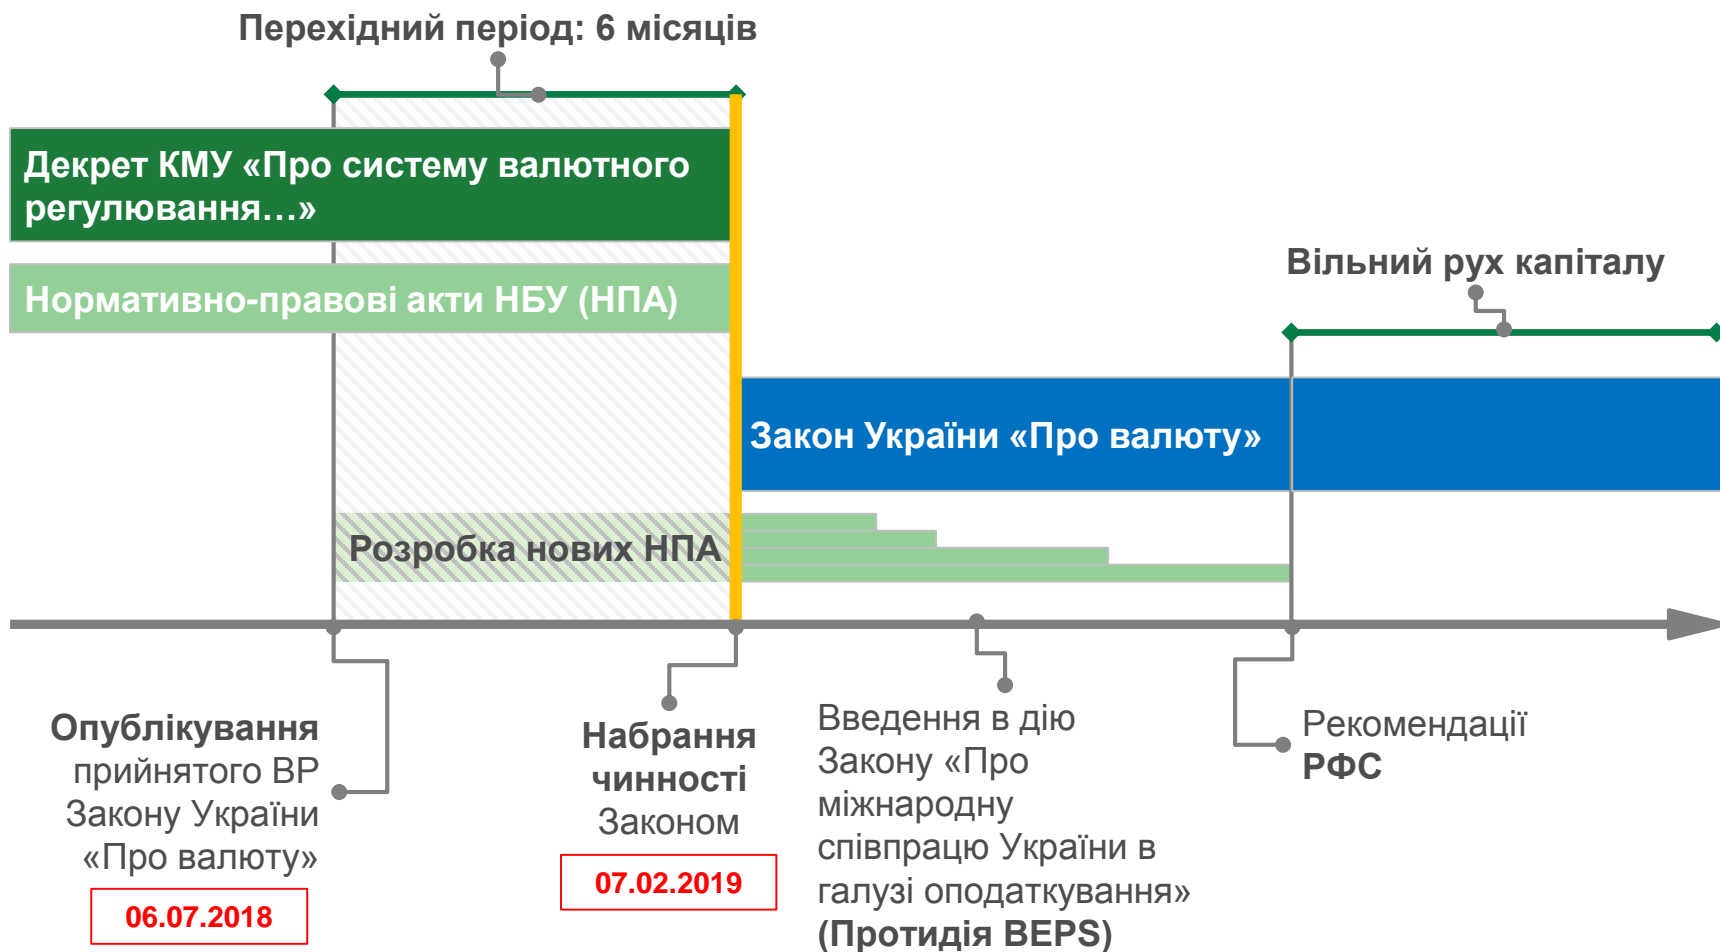 Перехідний період: 6 місяців
Декрет КМУ «Про систему валютного
регулювання…»
Нормативно-правові акти НБУ (НПА)
Вільний рух капіталу
Закон України «Про валюту»
Розробка нових НПА
Опублікування
прийнятого ВР
Закону України
«Про валюту»
06.07.2018
Набрання
чинності
Законом
07.02.2019
Введення в дію
Закону «Про
міжнародну
співпрацю України в
галузі оподаткування»
(Протидія BEPS)
Рекомендації
РФС